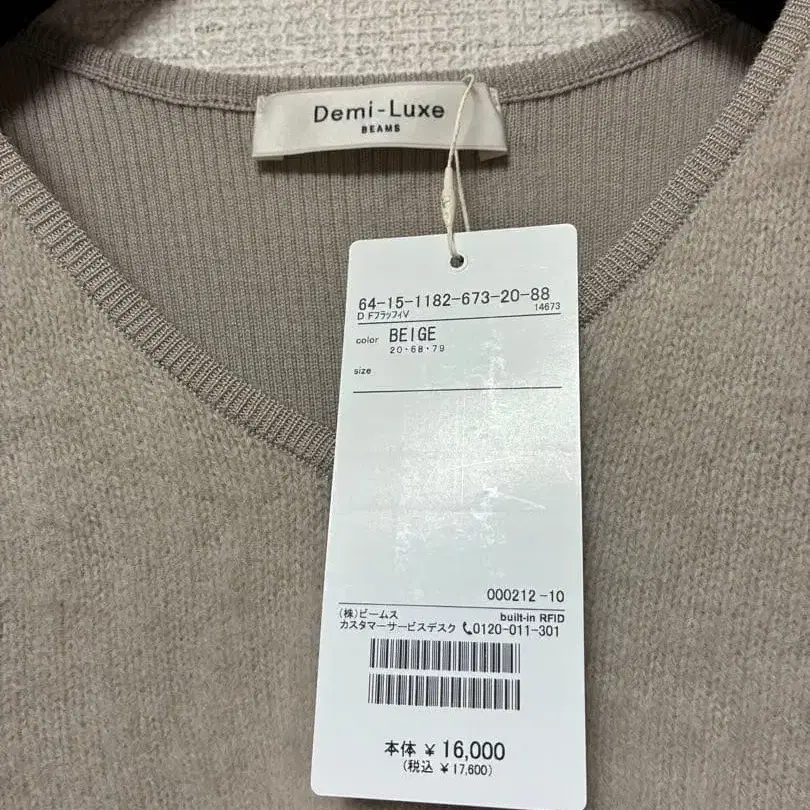 Demi-Luxe
BEAMS
64-15-1182-673-20-88
D FフラッフィV 14673
color BEIGE
20・68・79
size
000212 -10
(株)ビームス built-in RFID
カスタマーサービスデスク 0120-011-301
本体 ¥ 16,000
(税込 ¥ 17,600)